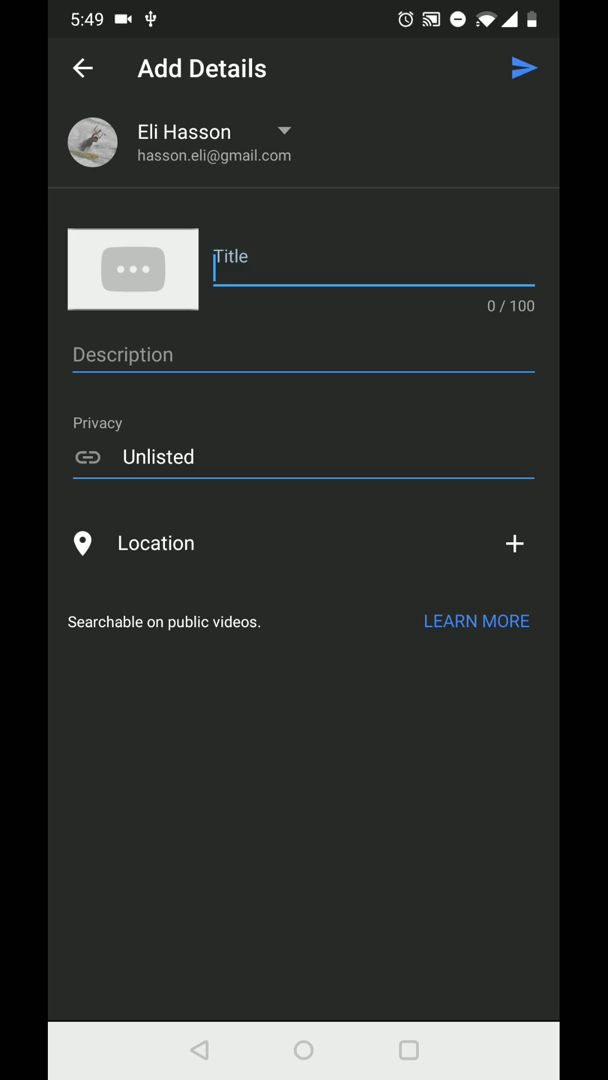 5:49
Add Details
Eli Hasson
hasson.eli@gmail.com
Title
0 / 100
Description
Privacy
Unlisted
Location
Searchable on public videos.
LEARN MORE